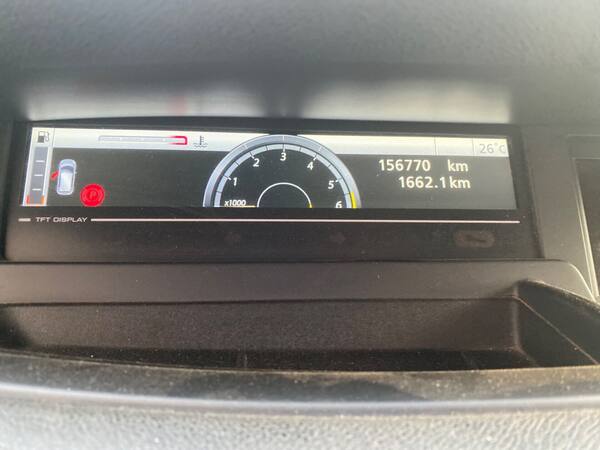 26°C
156770 km
1662.1 km
1 2 3 4 5 6
x1000
P
TFT DISPLAY